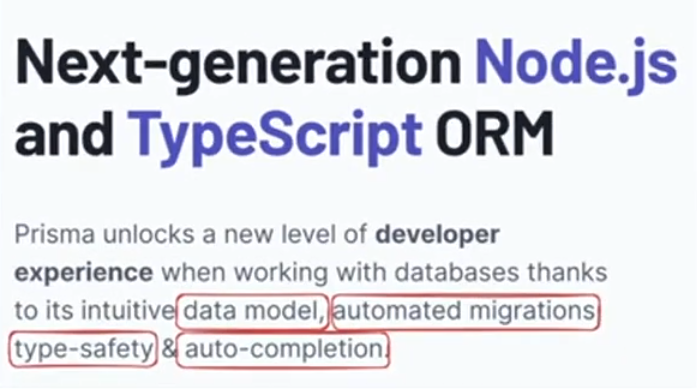 Next-generation Node.js
and TypeScript ORM
Prisma unlocks a new level of developer
experience when working with databases thanks
to its intuitive data model, automated migrations
type-safety & auto-completion.